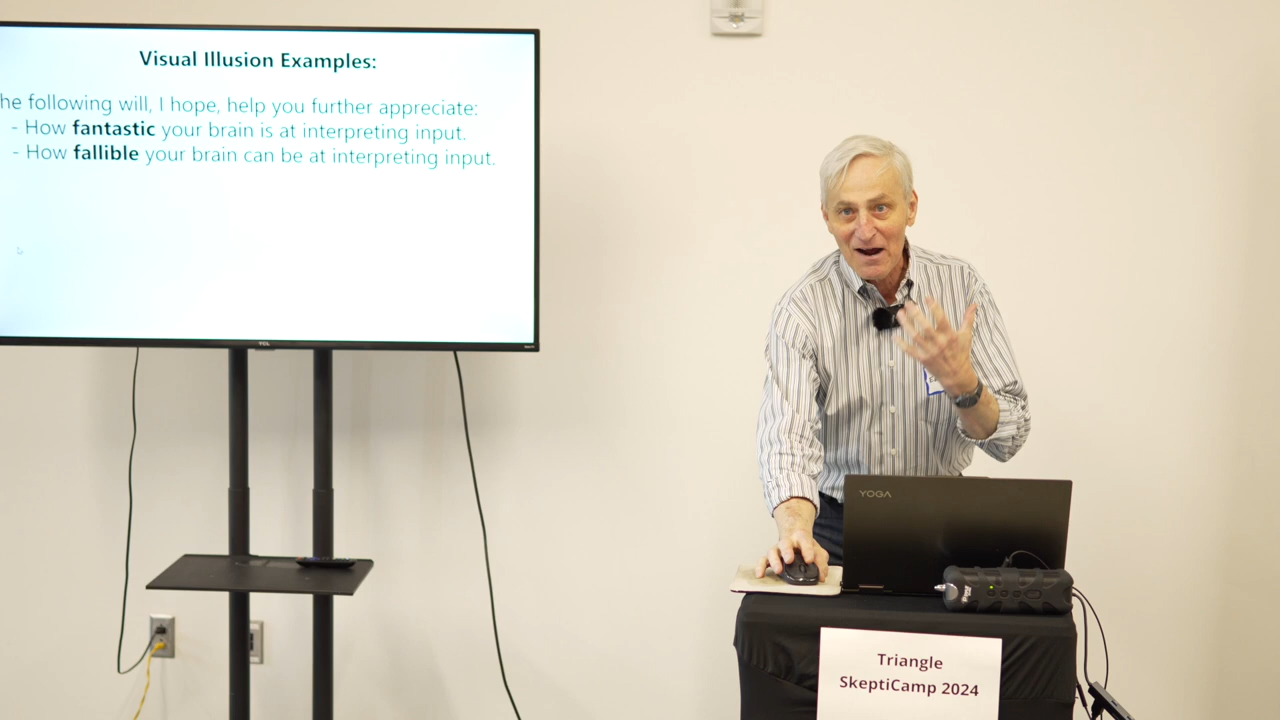 Visual Illusion Examples:
he following will, I hope, help you further appreciate:
- How fantastic your brain is at interpreting input.
- How fallible your brain can be at interpreting input.
TCL
YOGA
Triangle
SkeptiCamp 2024